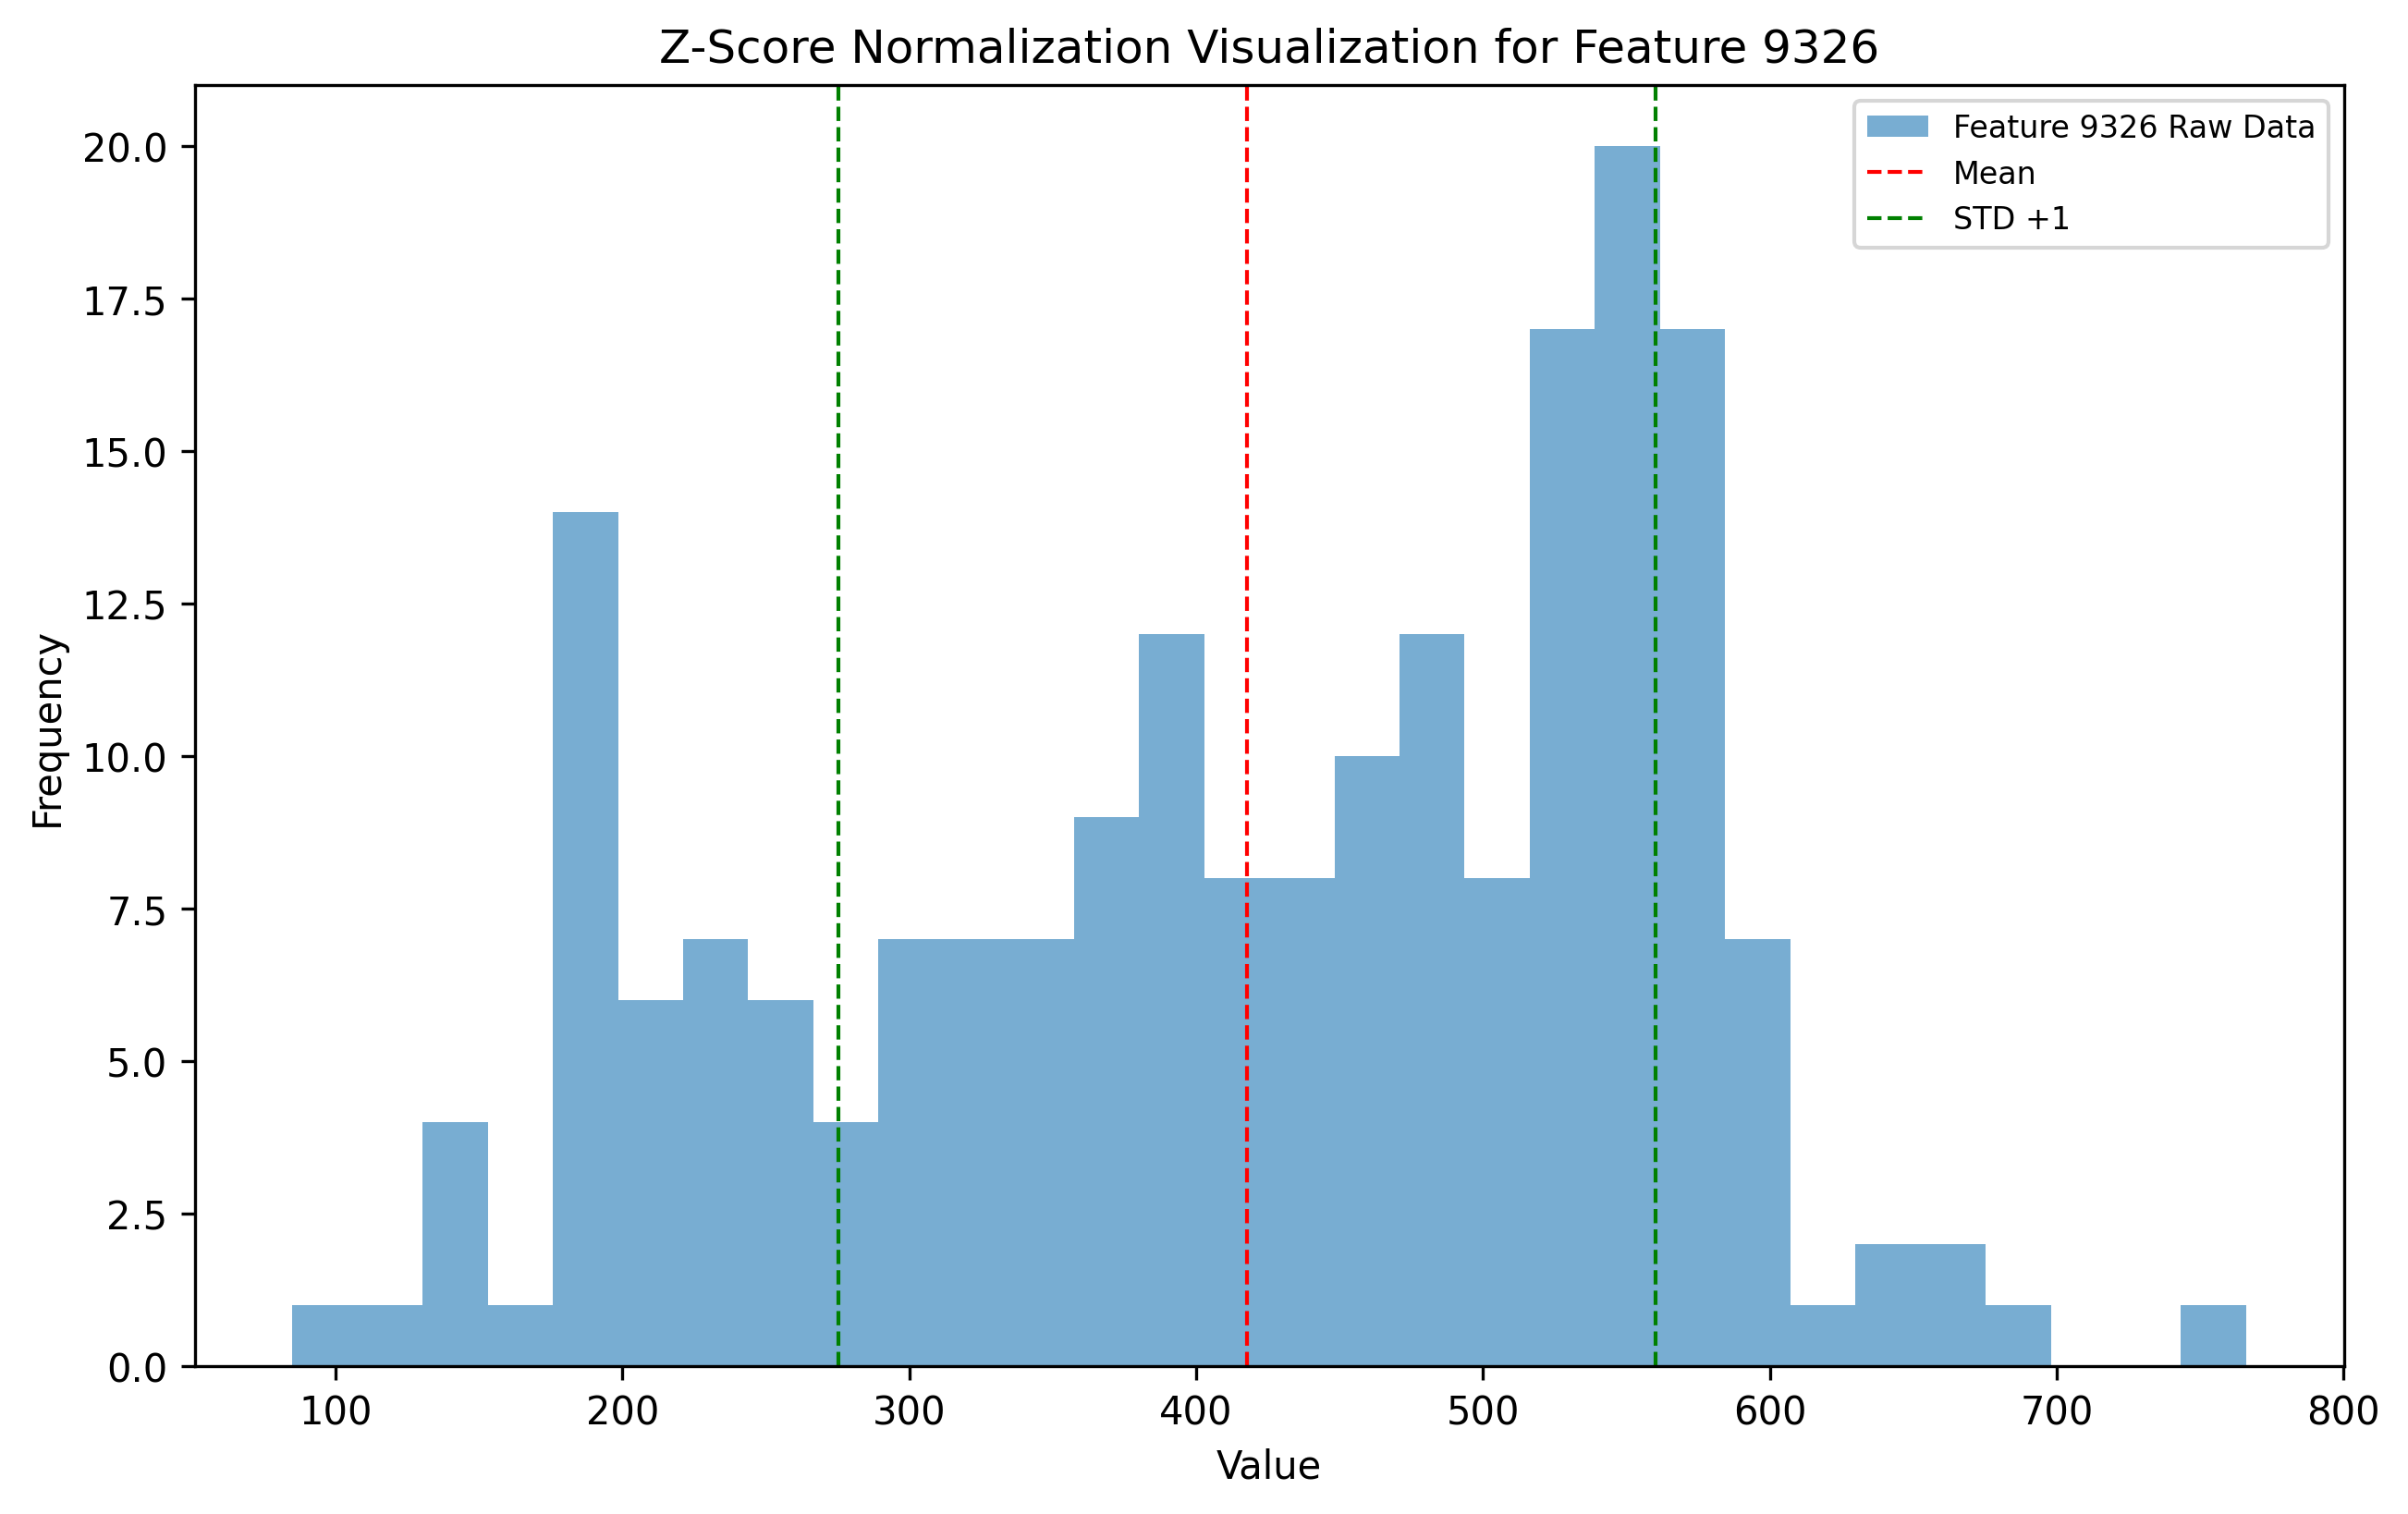 Z-Score Normalization Visualization for Feature 9326
Feature 9326 Raw Data
Mean
STD +1
Frequency
20.0
17.5
15.0
12.5
10.0
7.5
5.0
2.5
0.0
100 200 300 400 500 600 700 800
Value